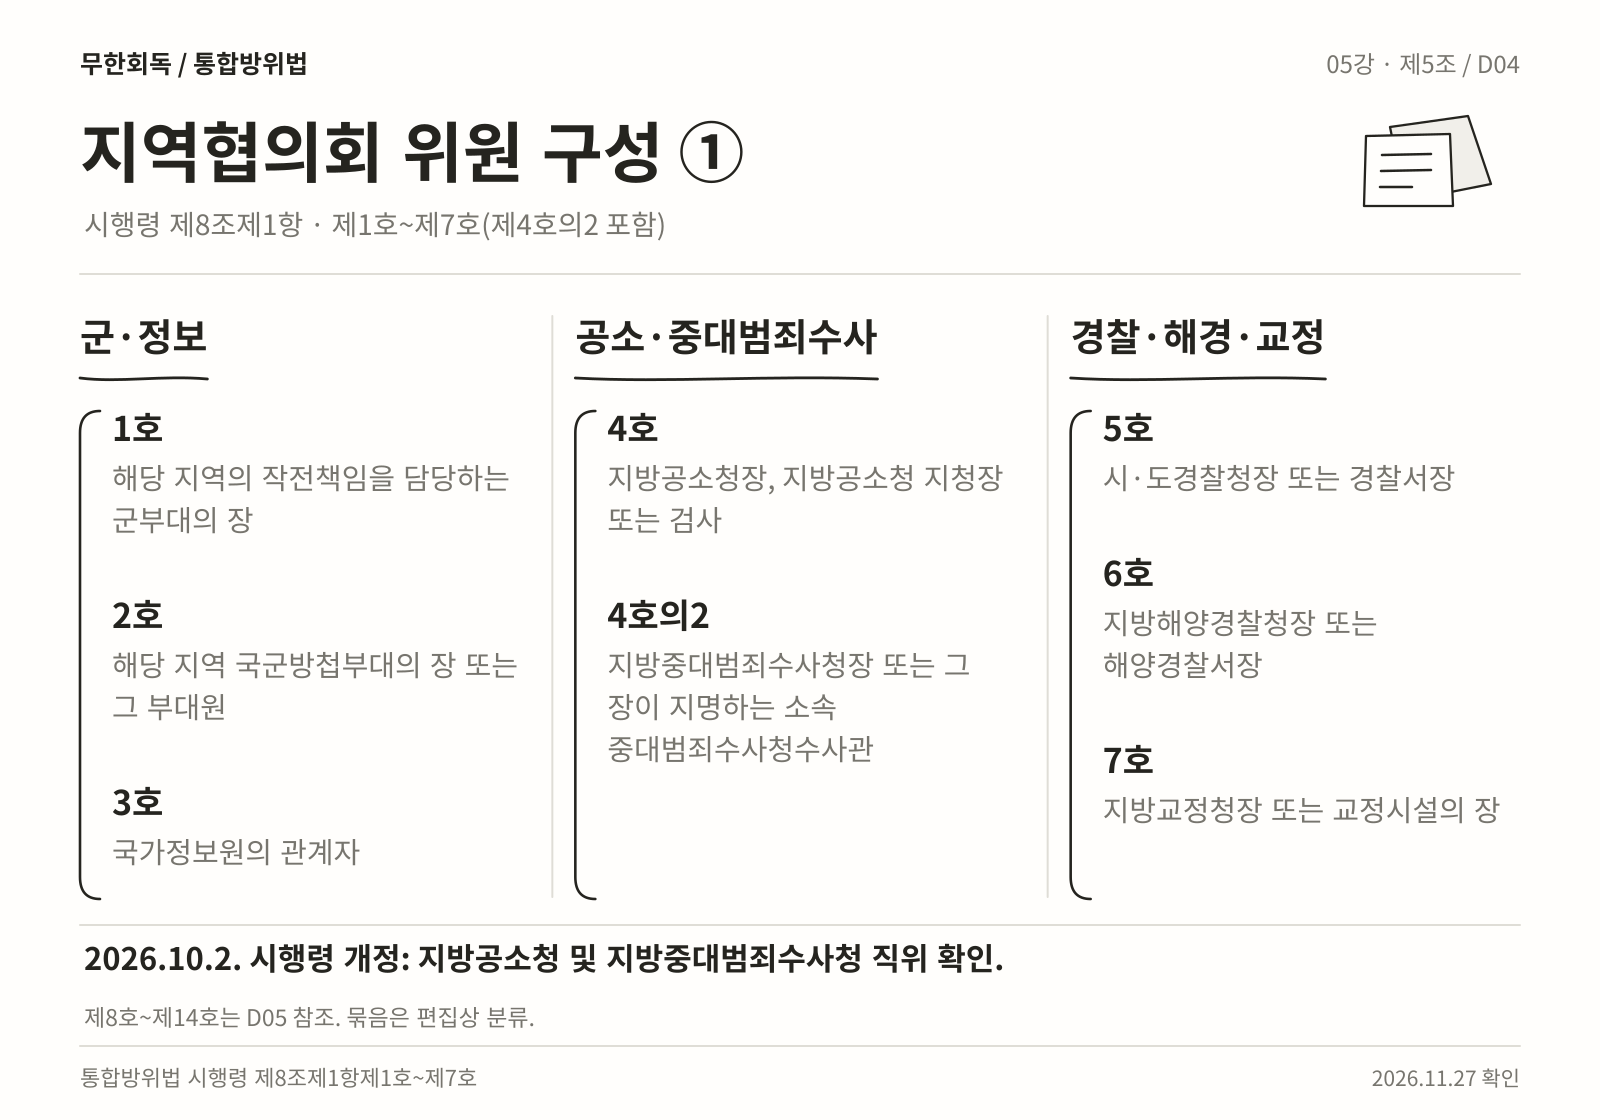 무한회독 / 통합방위법
05강 · 제5조 / D04
지역협의회 위원 구성 ①
시행령 제8조제1항 · 제1호~제7호(제4호의2 포함)
군·정보
1호
해당 지역의 작전책임을 담당하는
군부대의 장
2호
해당 지역 국군방첩부대의 장 또는
그 부대원
3호
국가정보원의 관계자
공소·중대범죄수사
4호
지방공소청장, 지방공소청 지청장
또는 검사
4호의2
지방중대범죄수사청장 또는 그
장이 지명하는 소속
중대범죄수사청수사관
경찰·해경·교정
5호
시·도경찰청장 또는 경찰서장
6호
지방해양경찰청장 또는
해양경찰서장
7호
지방교정청장 또는 교정시설의 장
2026.10.2. 시행령 개정: 지방공소청 및 지방중대범죄수사청 직위 확인.
제8호~제14호는 D05 참조. 묶음은 편집상 분류.
통합방위법 시행령 제8조제1항제1호~제7호
2026.11.27 확인